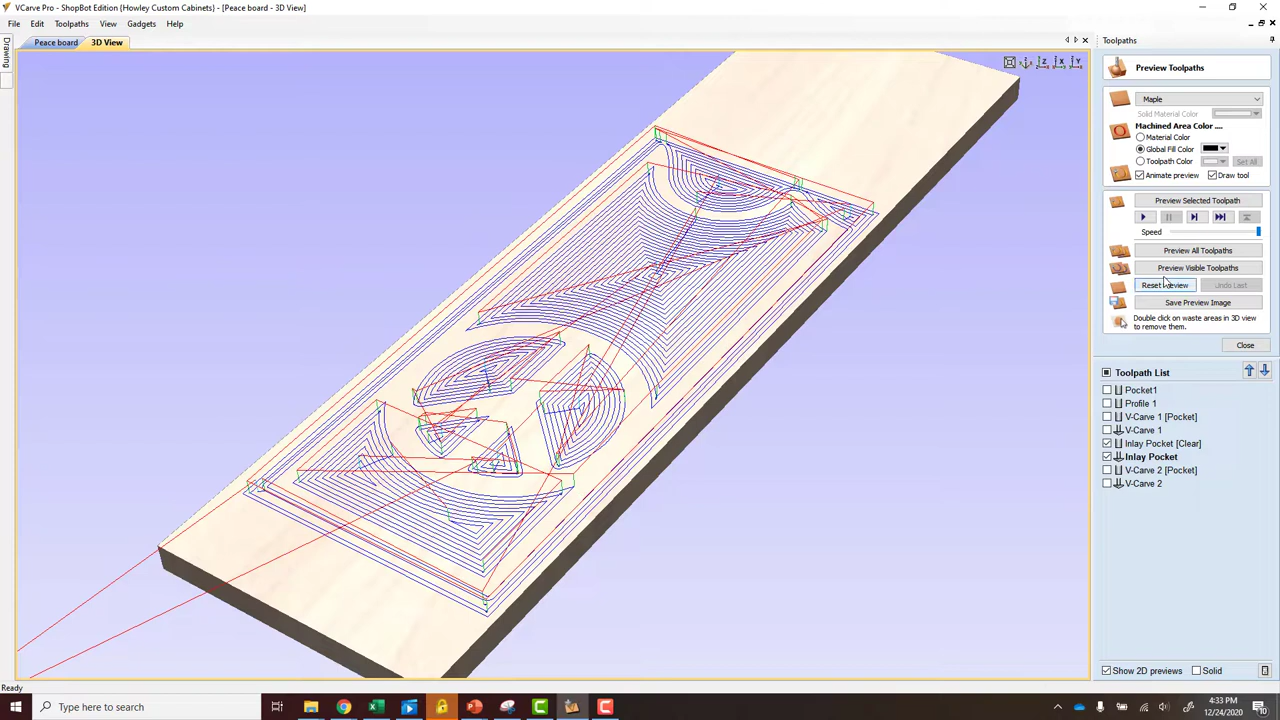 VCarve Pro - ShopBot Edition (Howley Custom Cabinets) - [Peace board - 3D View]
File Edit Toolpaths View Gadgets Help
Drawing
Peace board 3D View
Toolpaths
Preview Toolpaths
Maple
Solid Material Color
Machined Area Color ....
Material Color
Global Fill Color
Toolpath Color Set All
Animate preview Draw tool
Preview Selected Toolpath
Speed
Preview All Toolpaths
Preview Visible Toolpaths
Reset Preview Undo Last
Save Preview Image
Double click on waste areas in 3D view
to remove them.
Close
Toolpath List
Pocket1
Profile 1
V-Carve 1 [Pocket]
V-Carve 1
Inlay Pocket [Clear]
Inlay Pocket
V-Carve 2 [Pocket]
V-Carve 2
Show 2D previews Solid
Ready
Type here to search
4:33 PM
12/24/2020